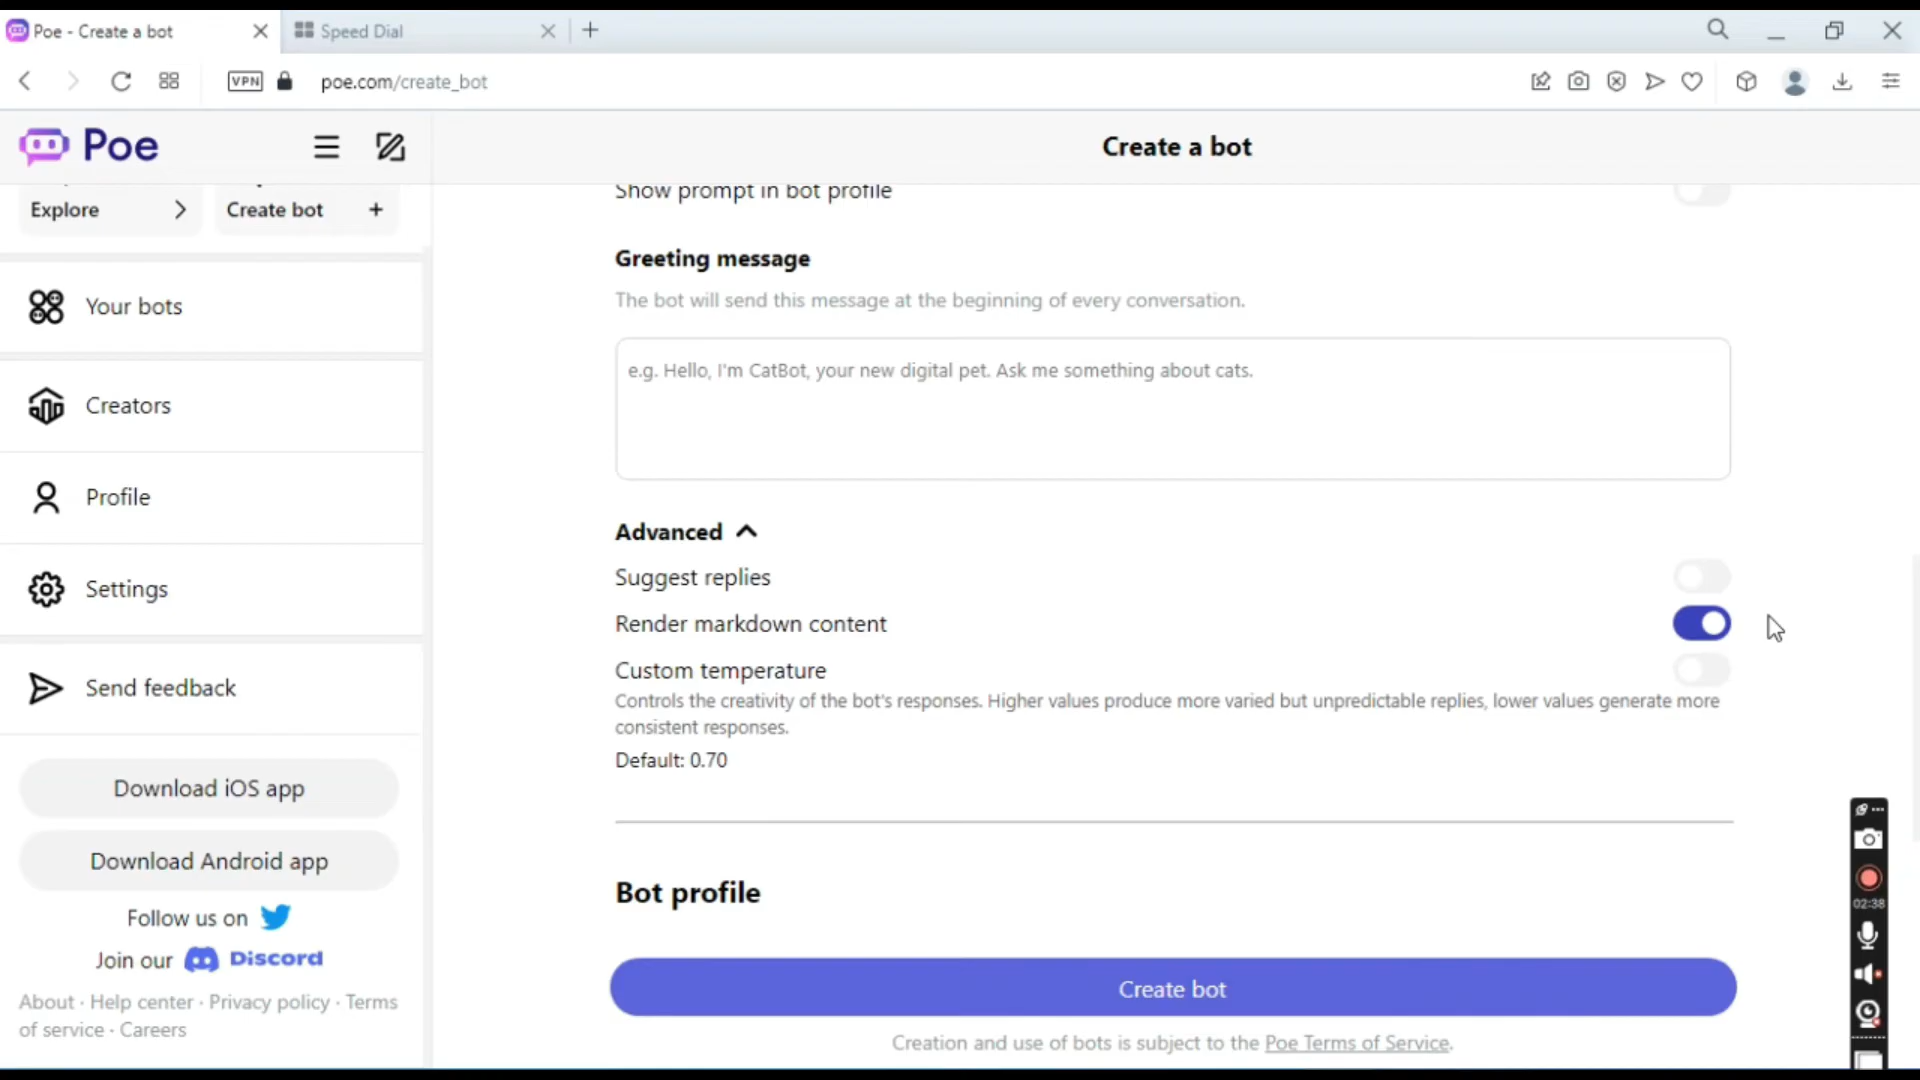 Poe - Create a bot
Speed Dial
VPN
poe.com/create_bot
Poe
Create a bot
Explore
Create bot +
Your bots
Creators
Profile
Settings
Send feedback
Download iOS app
Download Android app
Follow us on
Join our Discord
About · Help center · Privacy policy · Terms
of service · Careers
Show prompt in bot profile
Greeting message
The bot will send this message at the beginning of every conversation.
e.g. Hello, I'm CatBot, your new digital pet. Ask me something about cats.
Advanced
Suggest replies
Render markdown content
Custom temperature
Controls the creativity of the bot's responses. Higher values produce more varied but unpredictable replies, lower values generate more
consistent responses.
Default: 0.70
Bot profile
Create bot
Creation and use of bots is subject to the Poe Terms of Service.
02:38